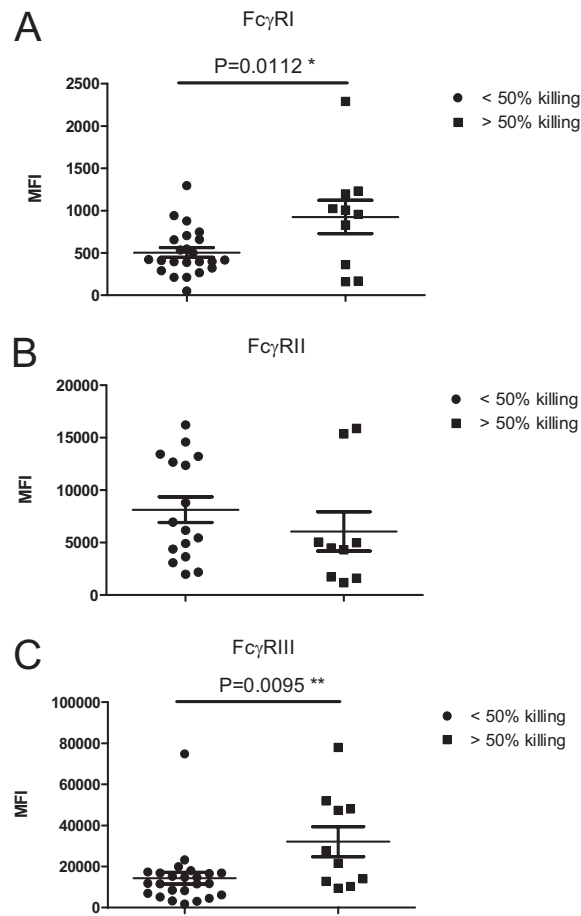 A
FcγRI
P=0.0112 *
2500
2000
1500
1000
500
0
MFI
< 50% killing
> 50% killing
B
FcγRII
20000
15000
10000
5000
0
MFI
< 50% killing
> 50% killing
C
FcγRIII
P=0.0095 **
100000
80000
60000
40000
20000
0
MFI
< 50% killing
> 50% killing